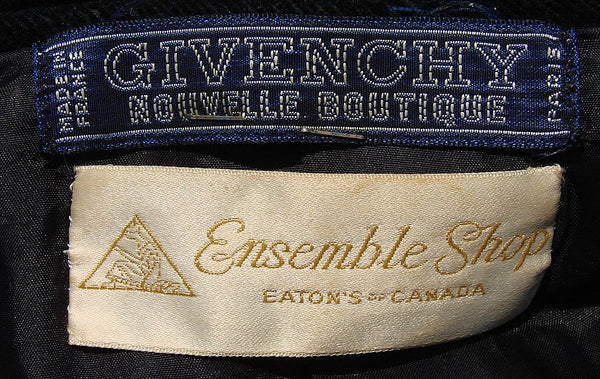 MADE IN
FRANCE
GIVENCHY
NOUVELLE BOUTIQUE
PARIS
Ensemble Shop
EATON'S OF CANADA